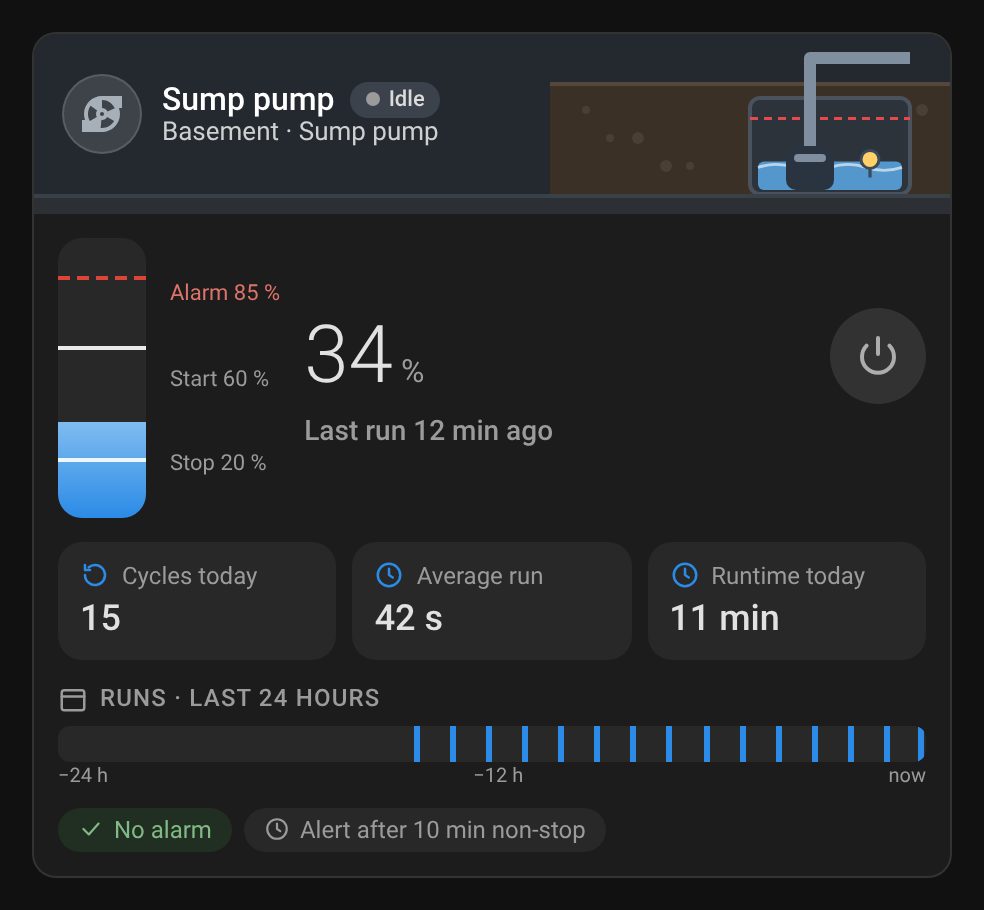 Sump pump
Idle
Basement · Sump pump
Alarm 85 %
Start 60 %
Stop 20 %
34 %
Last run 12 min ago
Cycles today
15
Average run
42 s
Runtime today
11 min
RUNS · LAST 24 HOURS
−24 h
−12 h
now
No alarm
Alert after 10 min non-stop